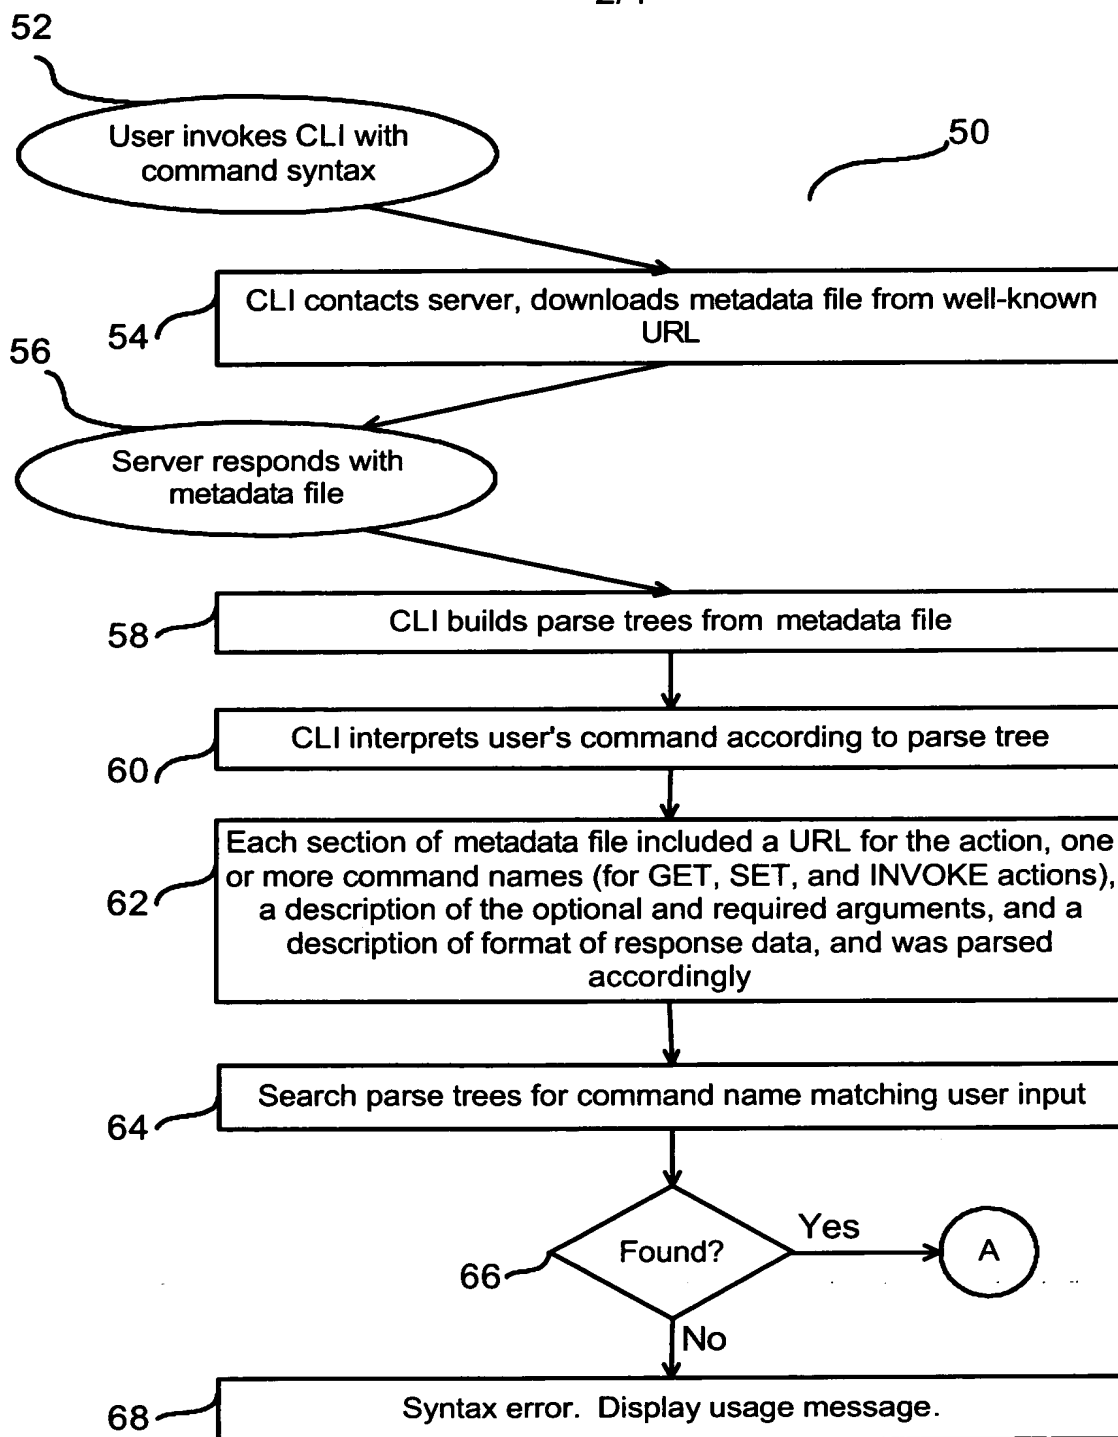 52
User invokes CLI with
command syntax
50
CLI contacts server, downloads metadata file from well-known
URL
54
56
Server responds with
metadata file
CLI builds parse trees from metadata file
58
CLI interprets user's command according to parse tree
60
Each section of metadata file included a URL for the action, one
or more command names (for GET, SET, and INVOKE actions),
a description of the optional and required arguments, and a
description of format of response data, and was parsed
accordingly
62
Search parse trees for command name matching user input
64
Found?
Yes
A
66
No
Syntax error. Display usage message.
68